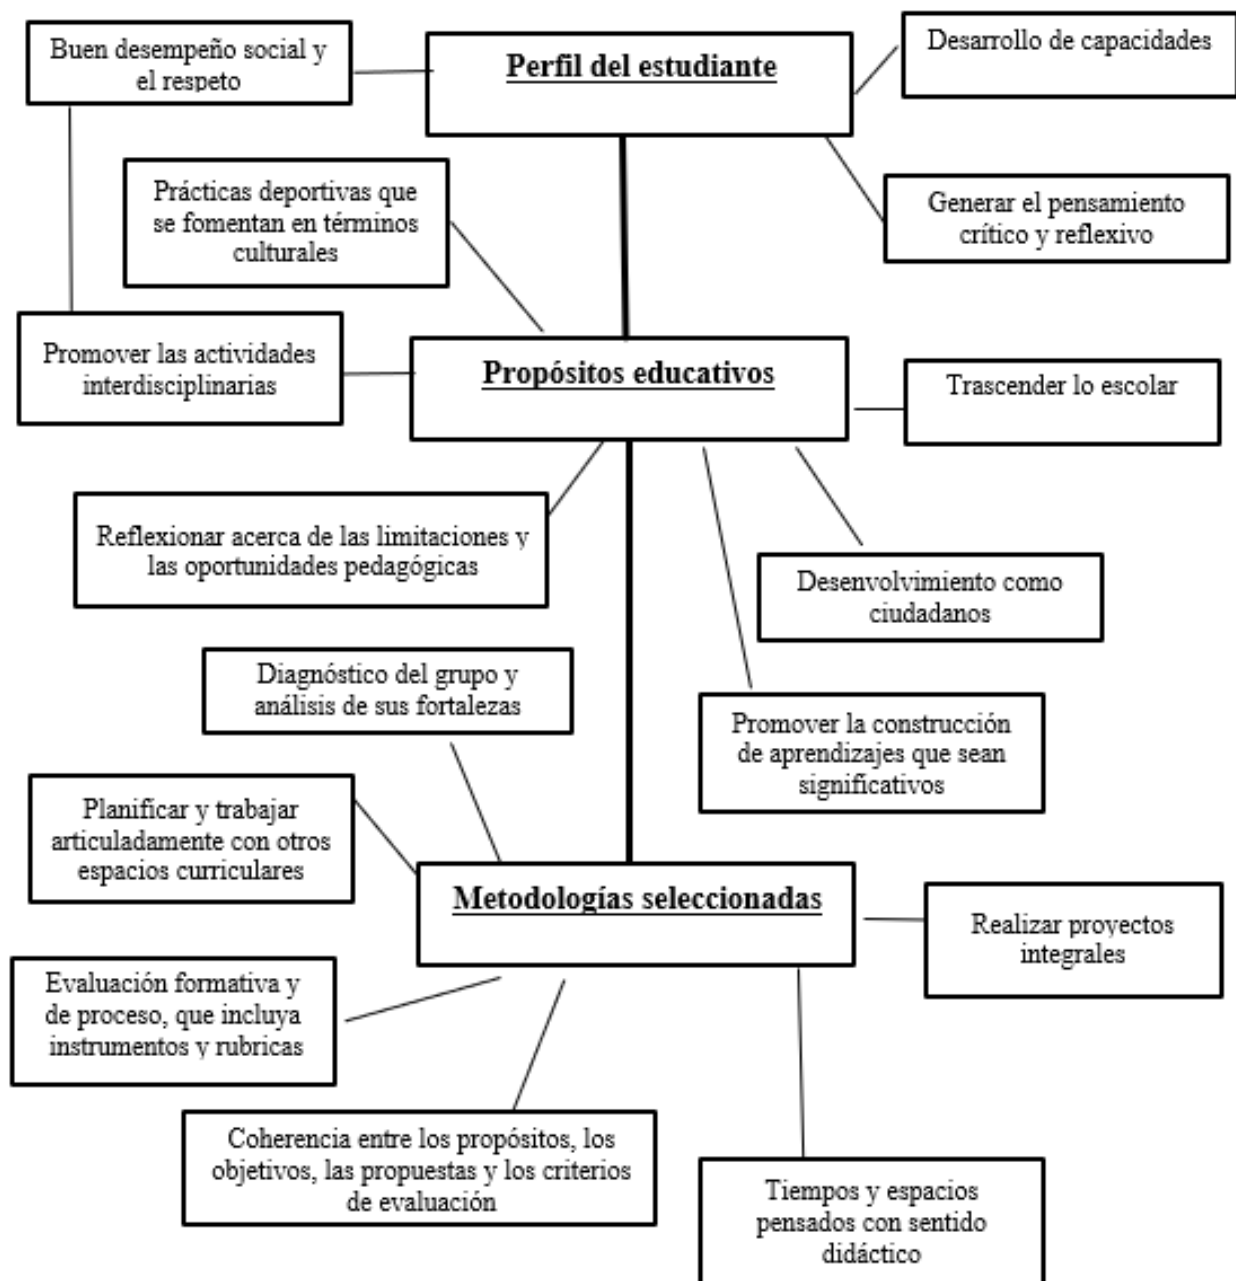 Buen desempeño social y
el respeto
Perfil del estudiante
Desarrollo de capacidades
Prácticas deportivas que
se fomentan en términos
culturales
Generar el pensamiento
crítico y reflexivo
Promover las actividades
interdisciplinarias
Propósitos educativos
Trascender lo escolar
Reflexionar acerca de las limitaciones y
las oportunidades pedagógicas
Desenvolvimiento como
ciudadanos
Diagnóstico del grupo y
análisis de sus fortalezas
Promover la construcción
de aprendizajes que sean
significativos
Planificar y trabajar
articuladamente con otros
espacios curriculares
Metodologías seleccionadas
Realizar proyectos
integrales
Evaluación formativa y
de proceso, que incluya
instrumentos y rubricas
Coherencia entre los propósitos, los
objetivos, las propuestas y los criterios
de evaluación
Tiempos y espacios
pensados con sentido
didáctico